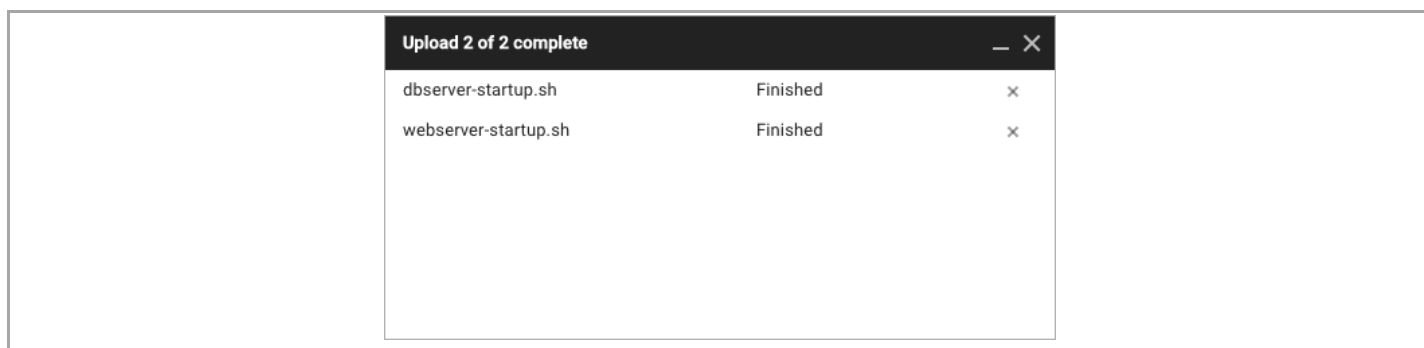 Upload 2 of 2 complete
dbserver-startup.sh Finished
webserver-startup.sh Finished